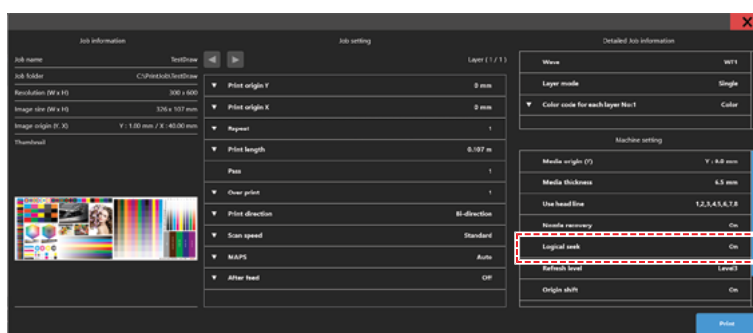 Job information
Job name TestDraw
Job folder C:\PrintJob\TestDraw
Resolution (W x H) 300 x 600
Image size (W x H) 326 x 107 mm
Image origin (Y, X) Y : 1.00 mm / X : 40.00 mm
Thumbnail
Job setting
Layer ( 1 / 1 )
Print origin Y 0 mm
Print origin X 0 mm
Repeat 1
Print length 0.107 m
Pass 1
Over print 1
Print direction Bi-direction
Scan speed Standard
MAPS Auto
After feed Off
Detailed Job information
Wave WF1
Layer mode Single
Color code for each layer No:1 Color
Machine setting
Media origin (Y) Y : 0.0 mm
Media thickness 6.5 mm
Use head line 1,2,3,4,5,6,7,8
Nozzle recovery On
Logical seek On
Refresh level Level3
Origin shift On
Print